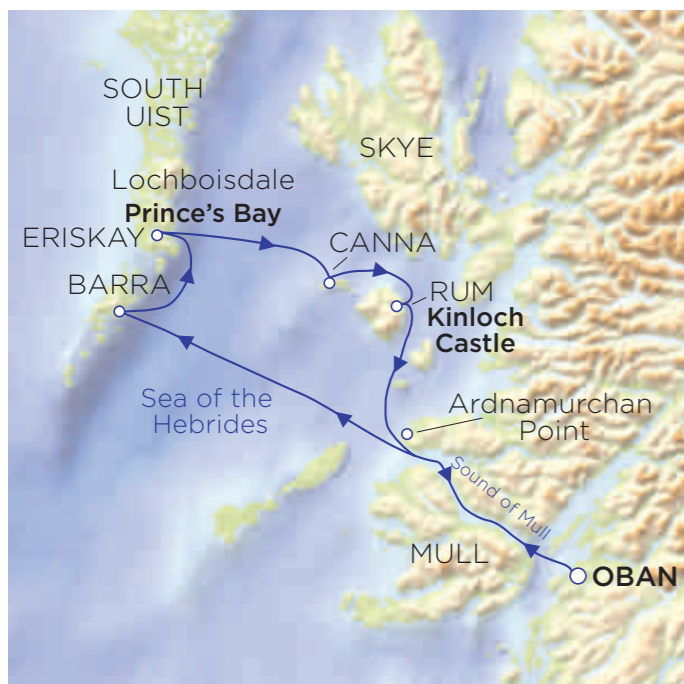 SOUTH
UIST
SKYE
Lochboisdale
Prince's Bay
ERISKAY
CANNA
BARRA
RUM
Kinloch
Castle
Sea of the
Hebrides
Ardnamurchan
Point
Sound of Mull
MULL
OBAN